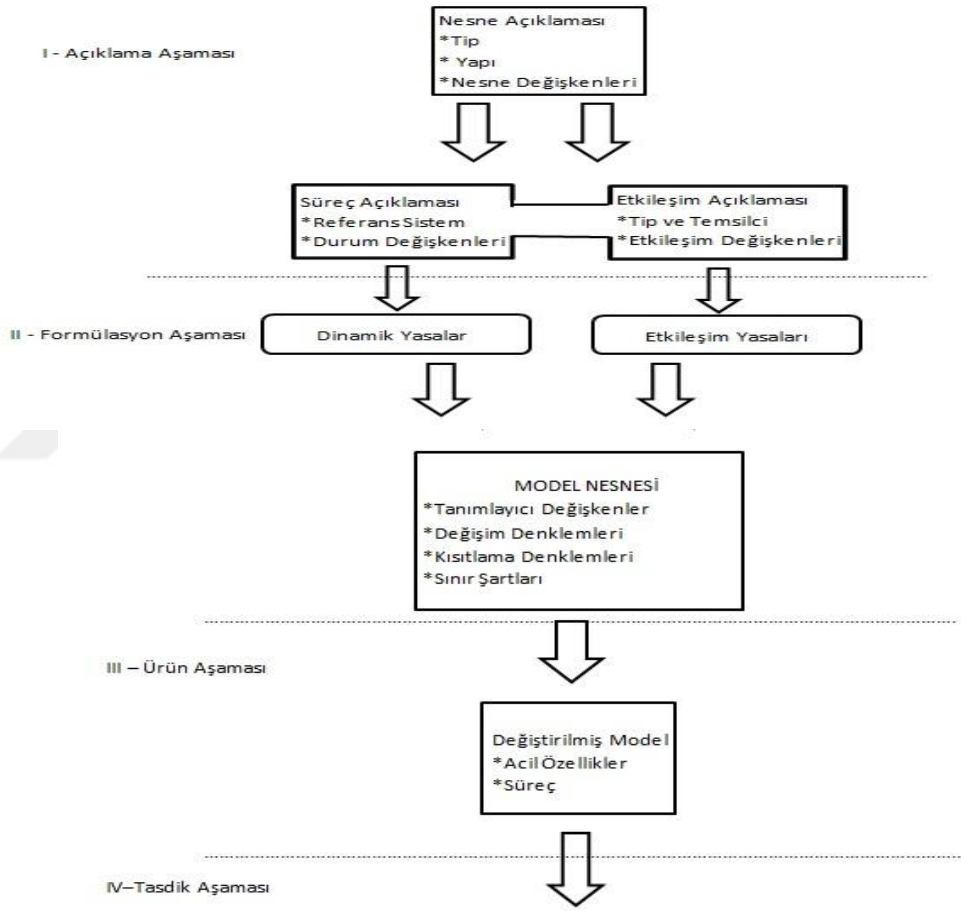 I - Açıklama Aşaması
Nesne Açıklaması
*Tip
* Yapı
*Nesne Değişkenleri
Süreç Açıklaması
*Referans Sistem
*Durum Değişkenleri
Etkileşim Açıklaması
*Tip ve Temsilci
*Etkileşim Değişkenleri
II - Formülasyon Aşaması
Dinamik Yasalar
Etkileşim Yasaları
MODEL NESNESİ
*Tanımlayıcı Değişkenler
*Değişim Denklemleri
*Kısıtlama Denklemleri
*Sınır Şartları
III – Ürün Aşaması
Değiştirilmiş Model
*Acil Özellikler
*Süreç
IV–Tasdik Aşaması